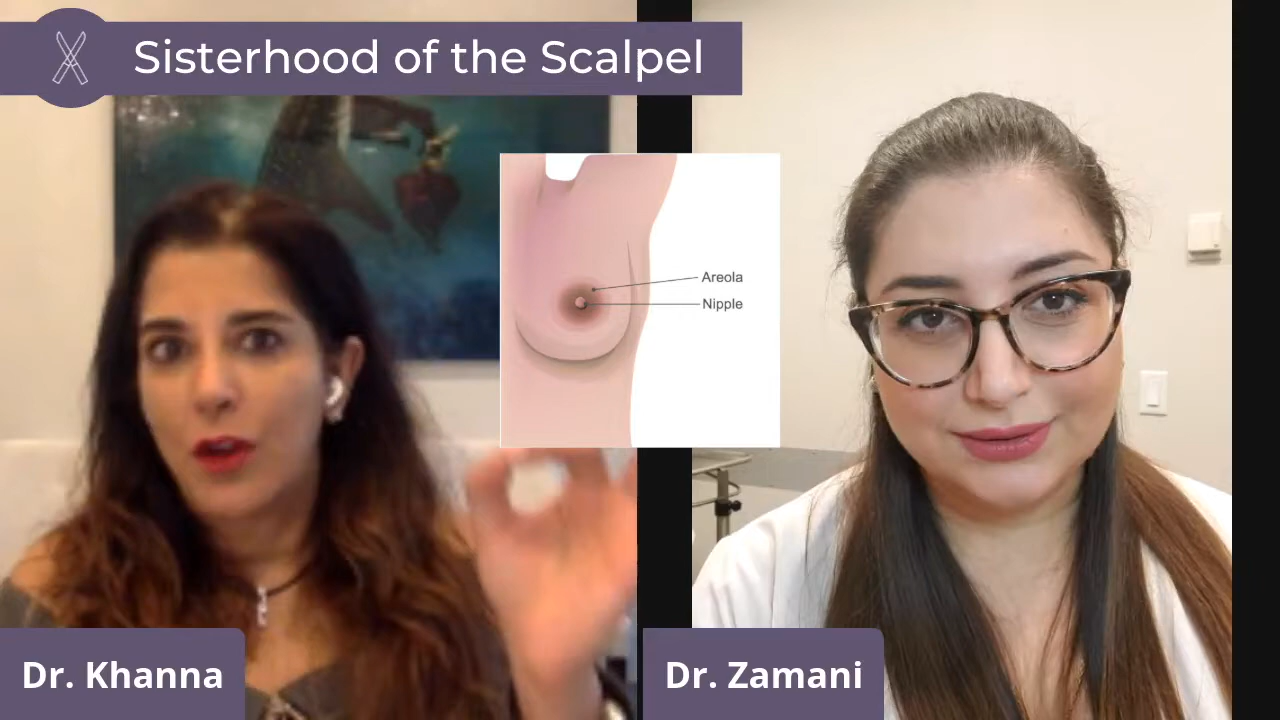 Sisterhood of the Scalpel
Areola
Nipple
Dr. Khanna
Dr. Zamani